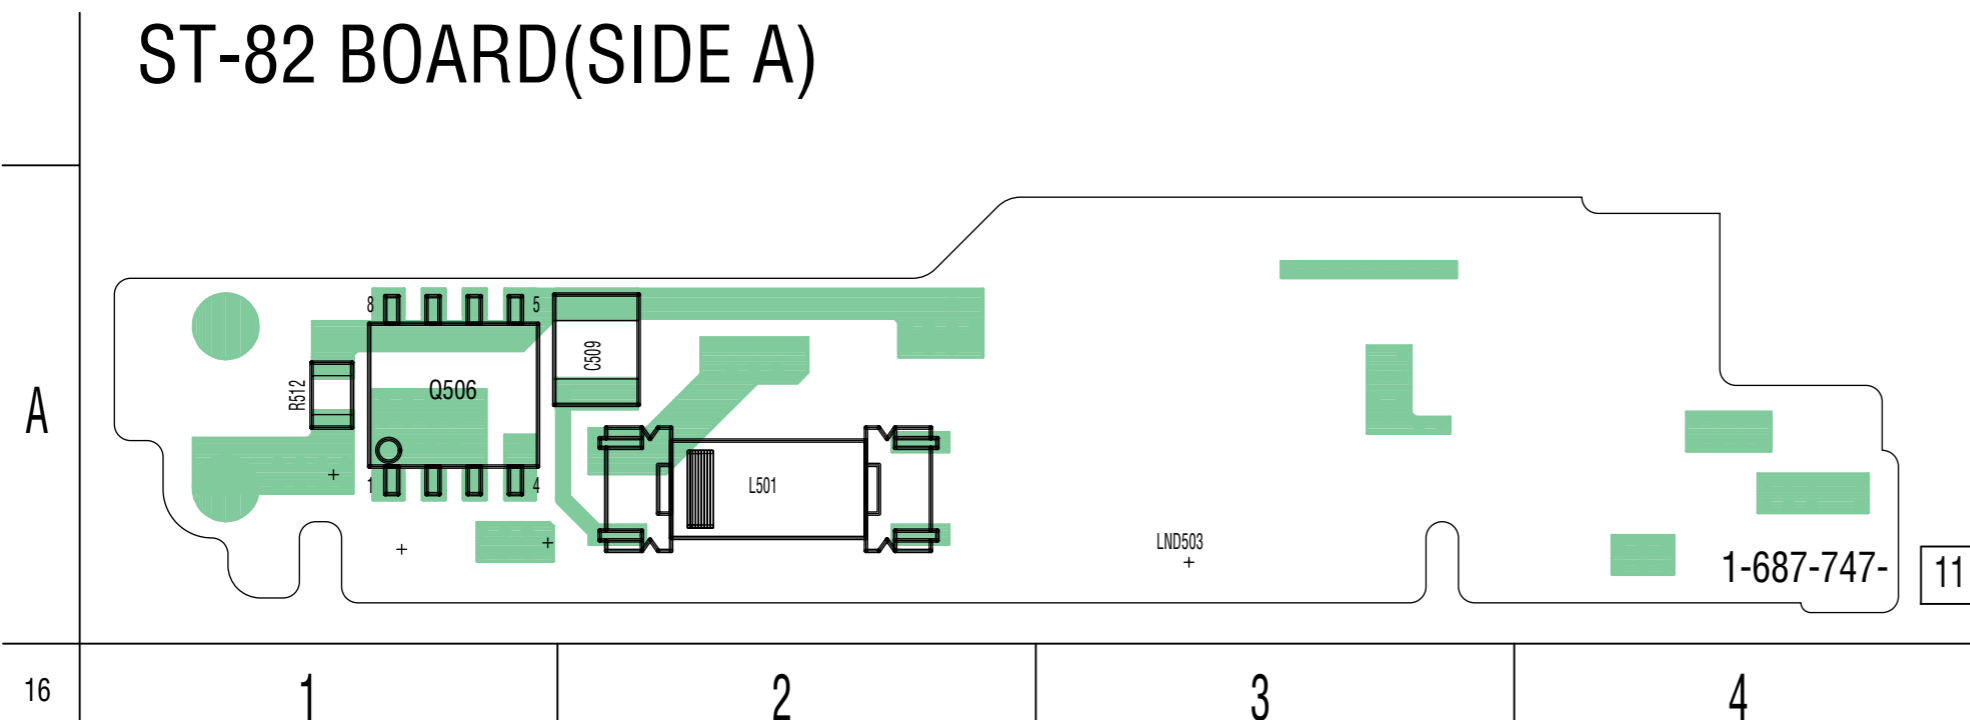 ST-82 BOARD(SIDE A)
8
5
C509
R512
Q506
A
1
4
L501
LND503
1-687-747-
11
16
1
2
3
4